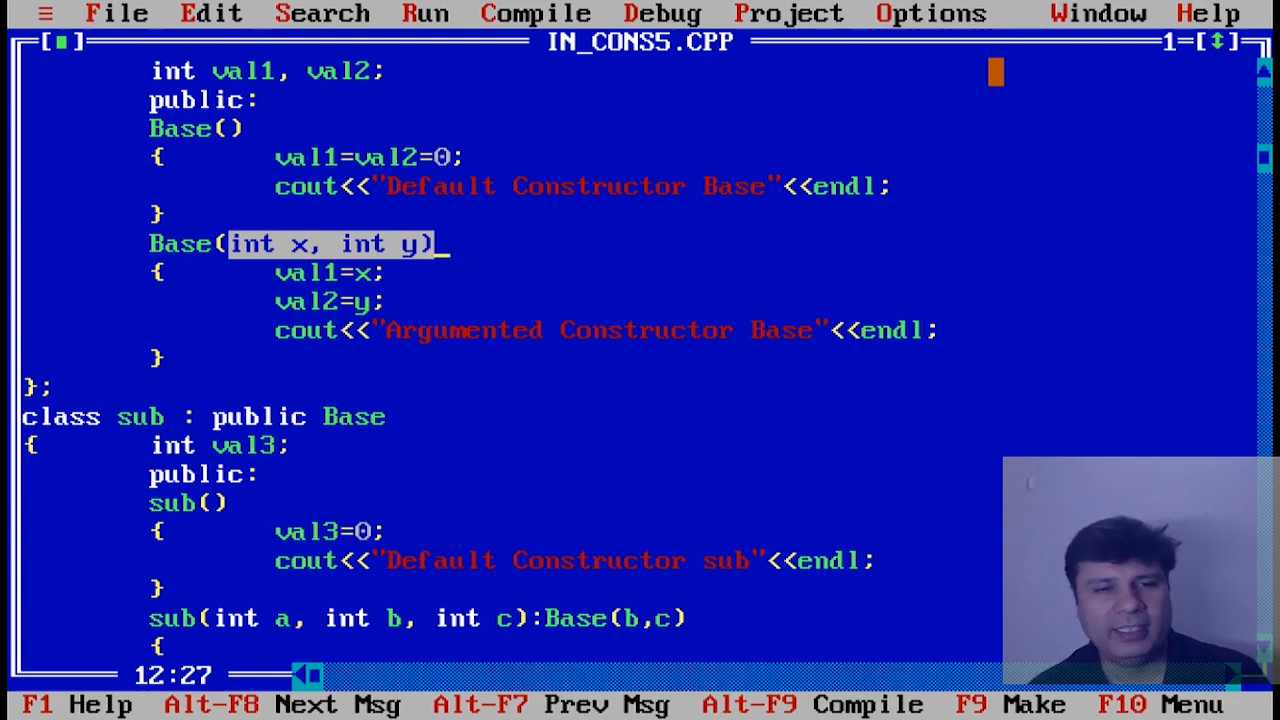 ≡ File Edit Search Run Compile Debug Project Options Window Help
[■] IN_CONS5.CPP 1=[↕]
int val1, val2;
public:
Base()
{ val1=val2=0;
cout<<"Default Constructor Base"<<endl;
}
Base(int x, int y)_
{ val1=x;
val2=y;
cout<<"Argumented Constructor Base"<<endl;
}
};
class sub : public Base
{ int val3;
public:
sub()
{ val3=0;
cout<<"Default Constructor sub"<<endl;
}
sub(int a, int b, int c):Base(b,c)
{
12:27
F1 Help Alt-F8 Next Msg Alt-F7 Prev Msg Alt-F9 Compile F9 Make F10 Menu